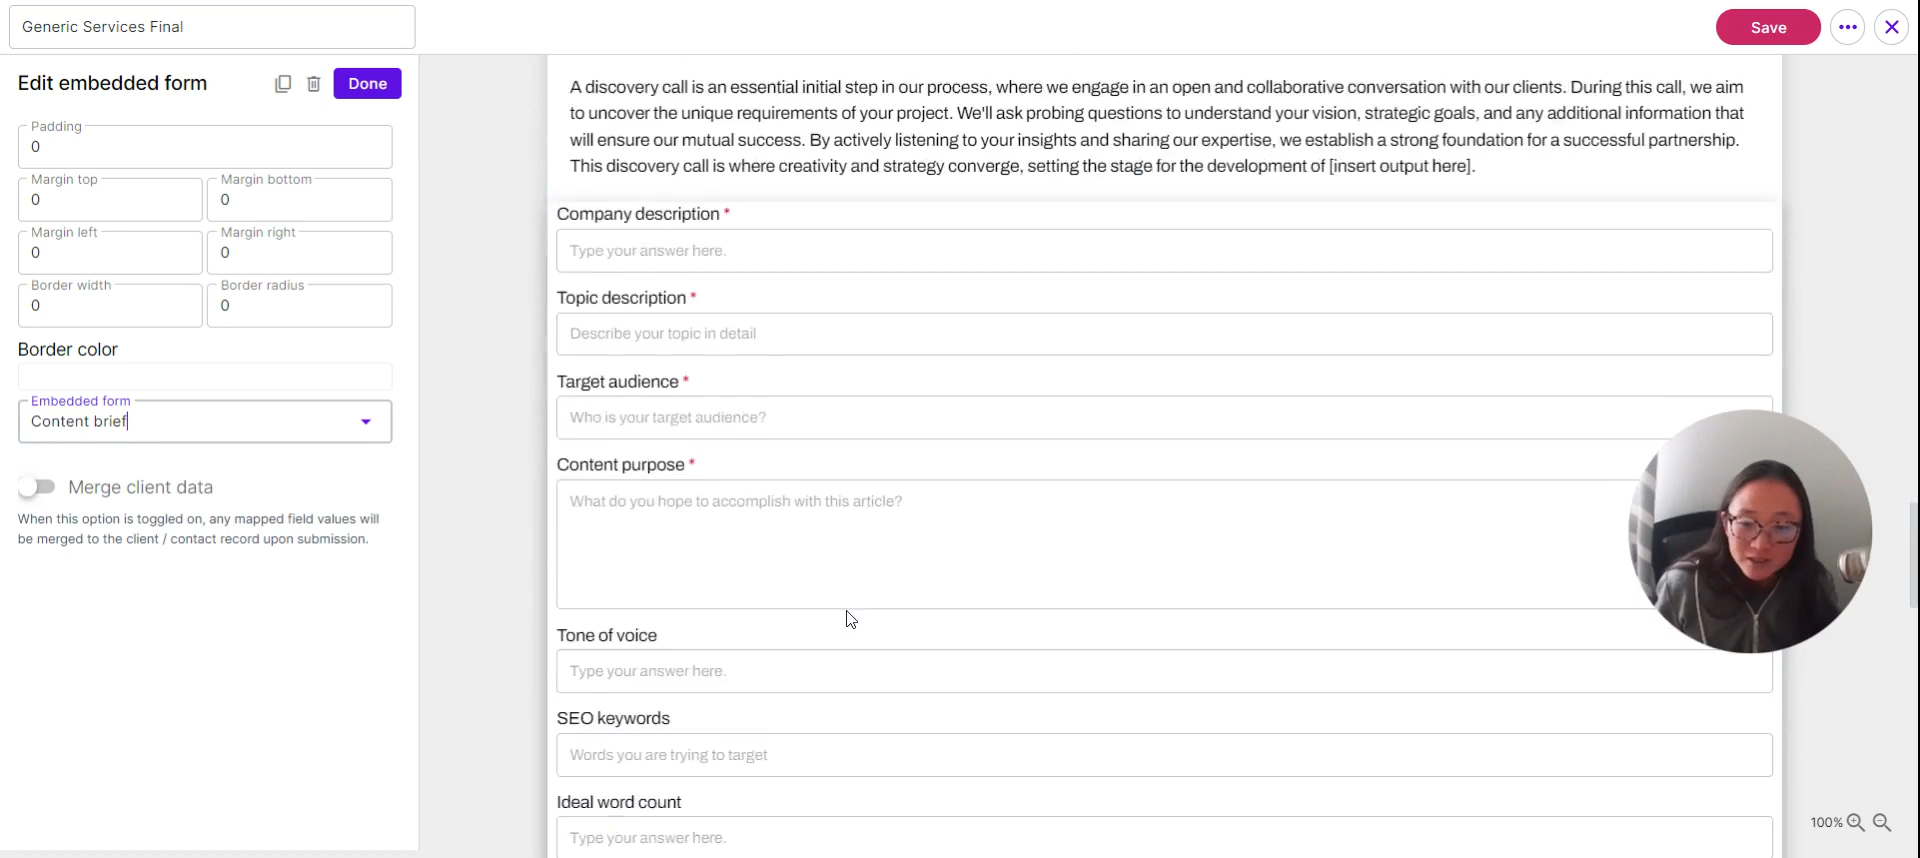 Generic Services Final
Save
Edit embedded form
Done
Padding
0
Margin top
0
Margin bottom
0
Margin left
0
Margin right
0
Border width
0
Border radius
0
Border color
Embedded form
Content brief
Merge client data
When this option is toggled on, any mapped field values will
be merged to the client / contact record upon submission.
A discovery call is an essential initial step in our process, where we engage in an open and collaborative conversation with our clients. During this call, we aim
to uncover the unique requirements of your project. We'll ask probing questions to understand your vision, strategic goals, and any additional information that
will ensure our mutual success. By actively listening to your insights and sharing our expertise, we establish a strong foundation for a successful partnership.
This discovery call is where creativity and strategy converge, setting the stage for the development of [insert output here].
Company description *
Type your answer here.
Topic description *
Describe your topic in detail
Target audience *
Who is your target audience?
Content purpose *
What do you hope to accomplish with this article?
Tone of voice
Type your answer here.
SEO keywords
Words you are trying to target
Ideal word count
Type your answer here.
100%